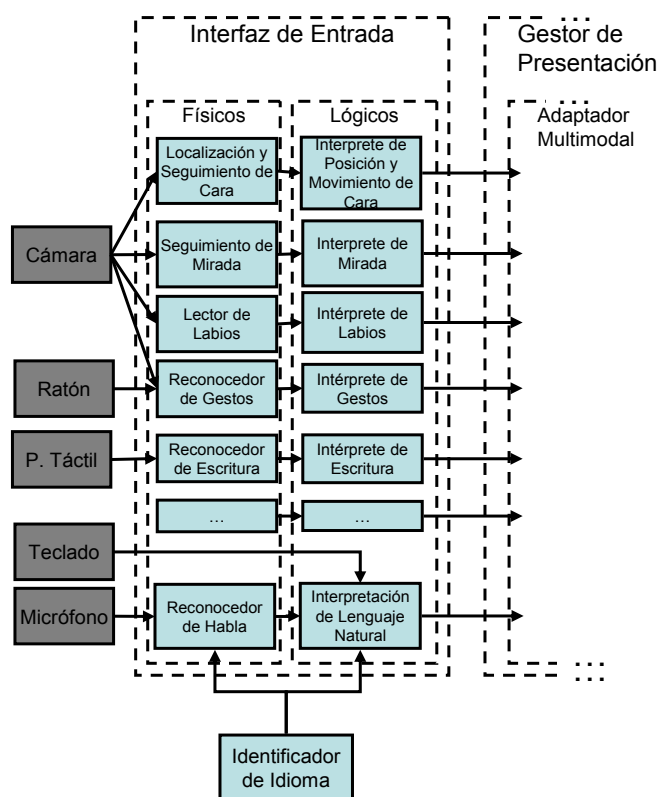 Interfaz de Entrada
Gestor de
Presentación
Físicos
Lógicos
Adaptador
Multimodal
Localización y
Seguimiento de
Cara
Interprete de
Posición y
Movimiento de
Cara
Cámara
Seguimiento de
Mirada
Interprete de
Mirada
Lector de
Labios
Intérprete de
Labios
Ratón
Reconocedor
de Gestos
Intérprete de
Gestos
P. Táctil
Reconocedor
de Escritura
Intérprete de
Escritura
...
...
Teclado
Micrófono
Reconocedor
de Habla
Interpretación
de Lenguaje
Natural
Identificador
de Idioma